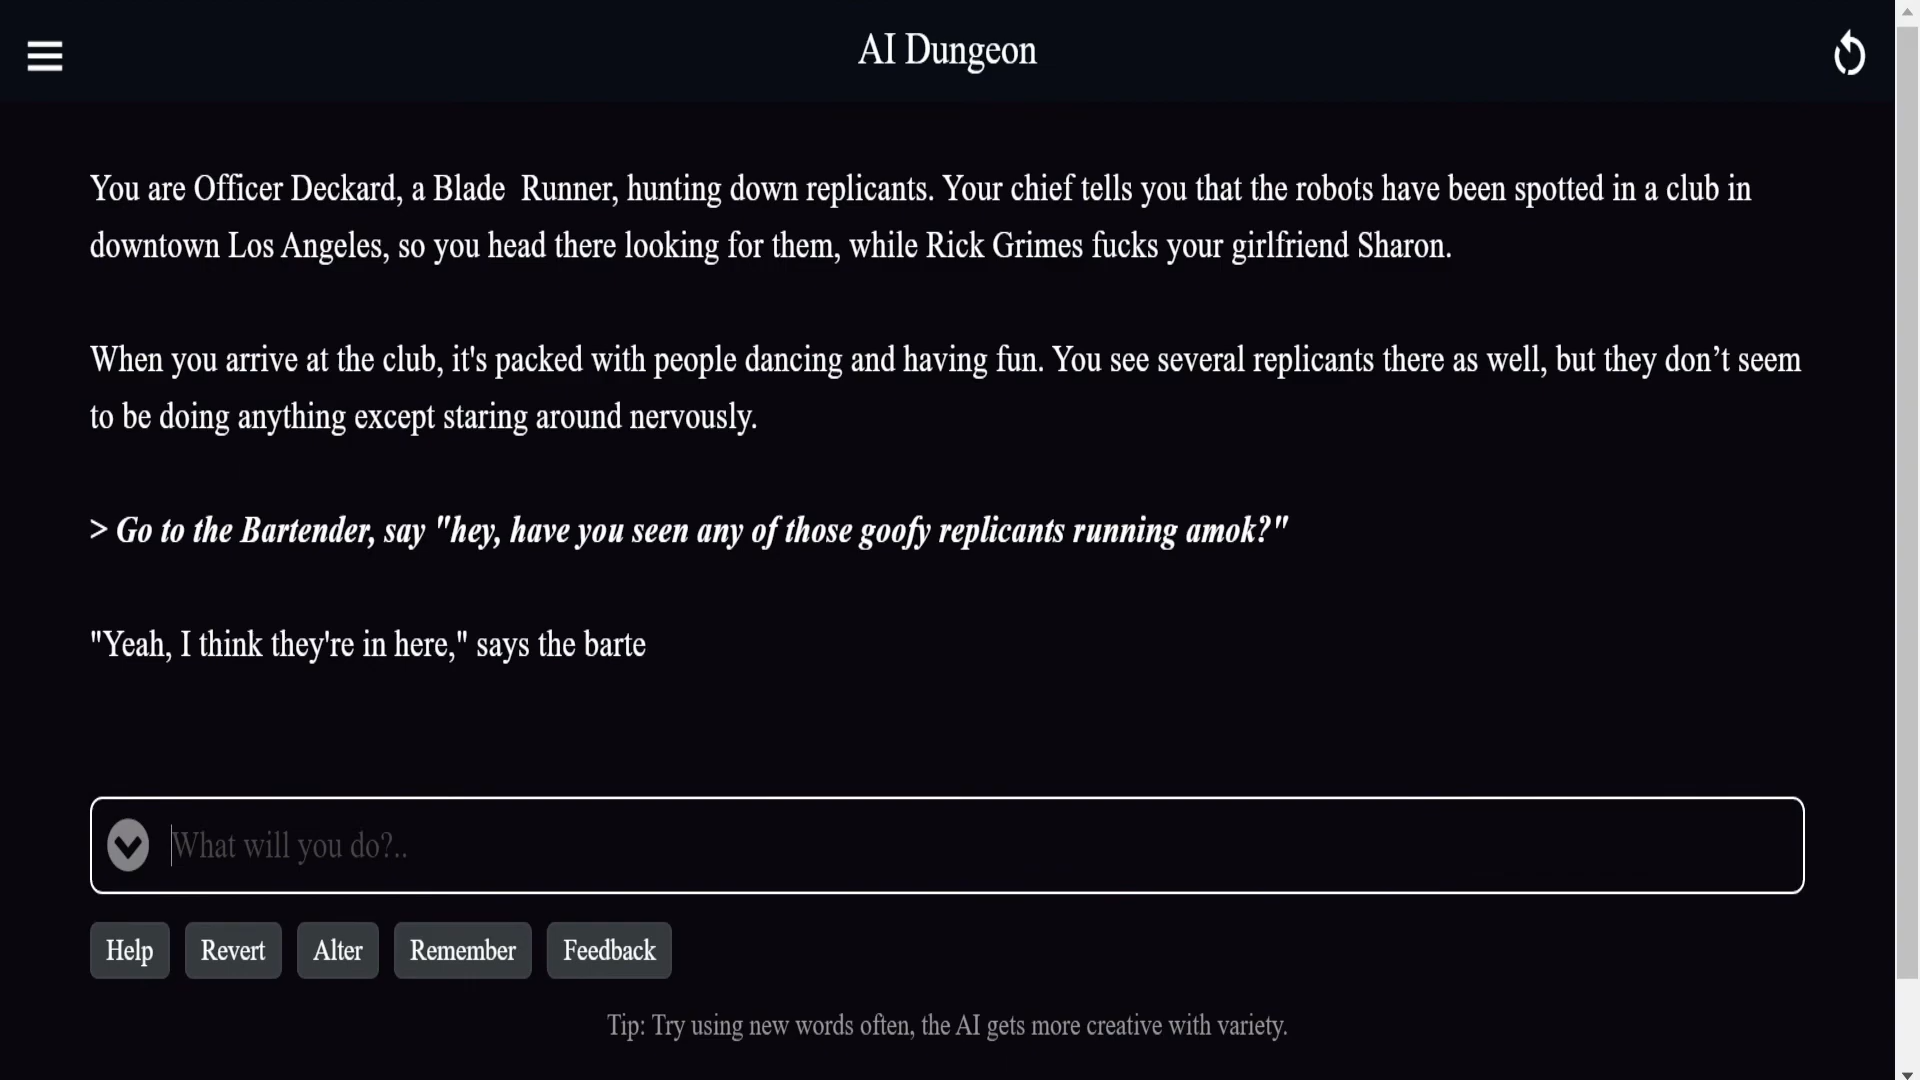 AI Dungeon
You are Officer Deckard, a Blade  Runner, hunting down replicants. Your chief tells you that the robots have been spotted in a club in
downtown Los Angeles, so you head there looking for them, while Rick Grimes fucks your girlfriend Sharon.
When you arrive at the club, it's packed with people dancing and having fun. You see several replicants there as well, but they don’t seem
to be doing anything except staring around nervously.
> Go to the Bartender, say "hey, have you seen any of those goofy replicants running amok?"
"Yeah, I think they're in here," says the barte
What will you do?..
Help Revert Alter Remember Feedback
Tip: Try using new words often, the AI gets more creative with variety.